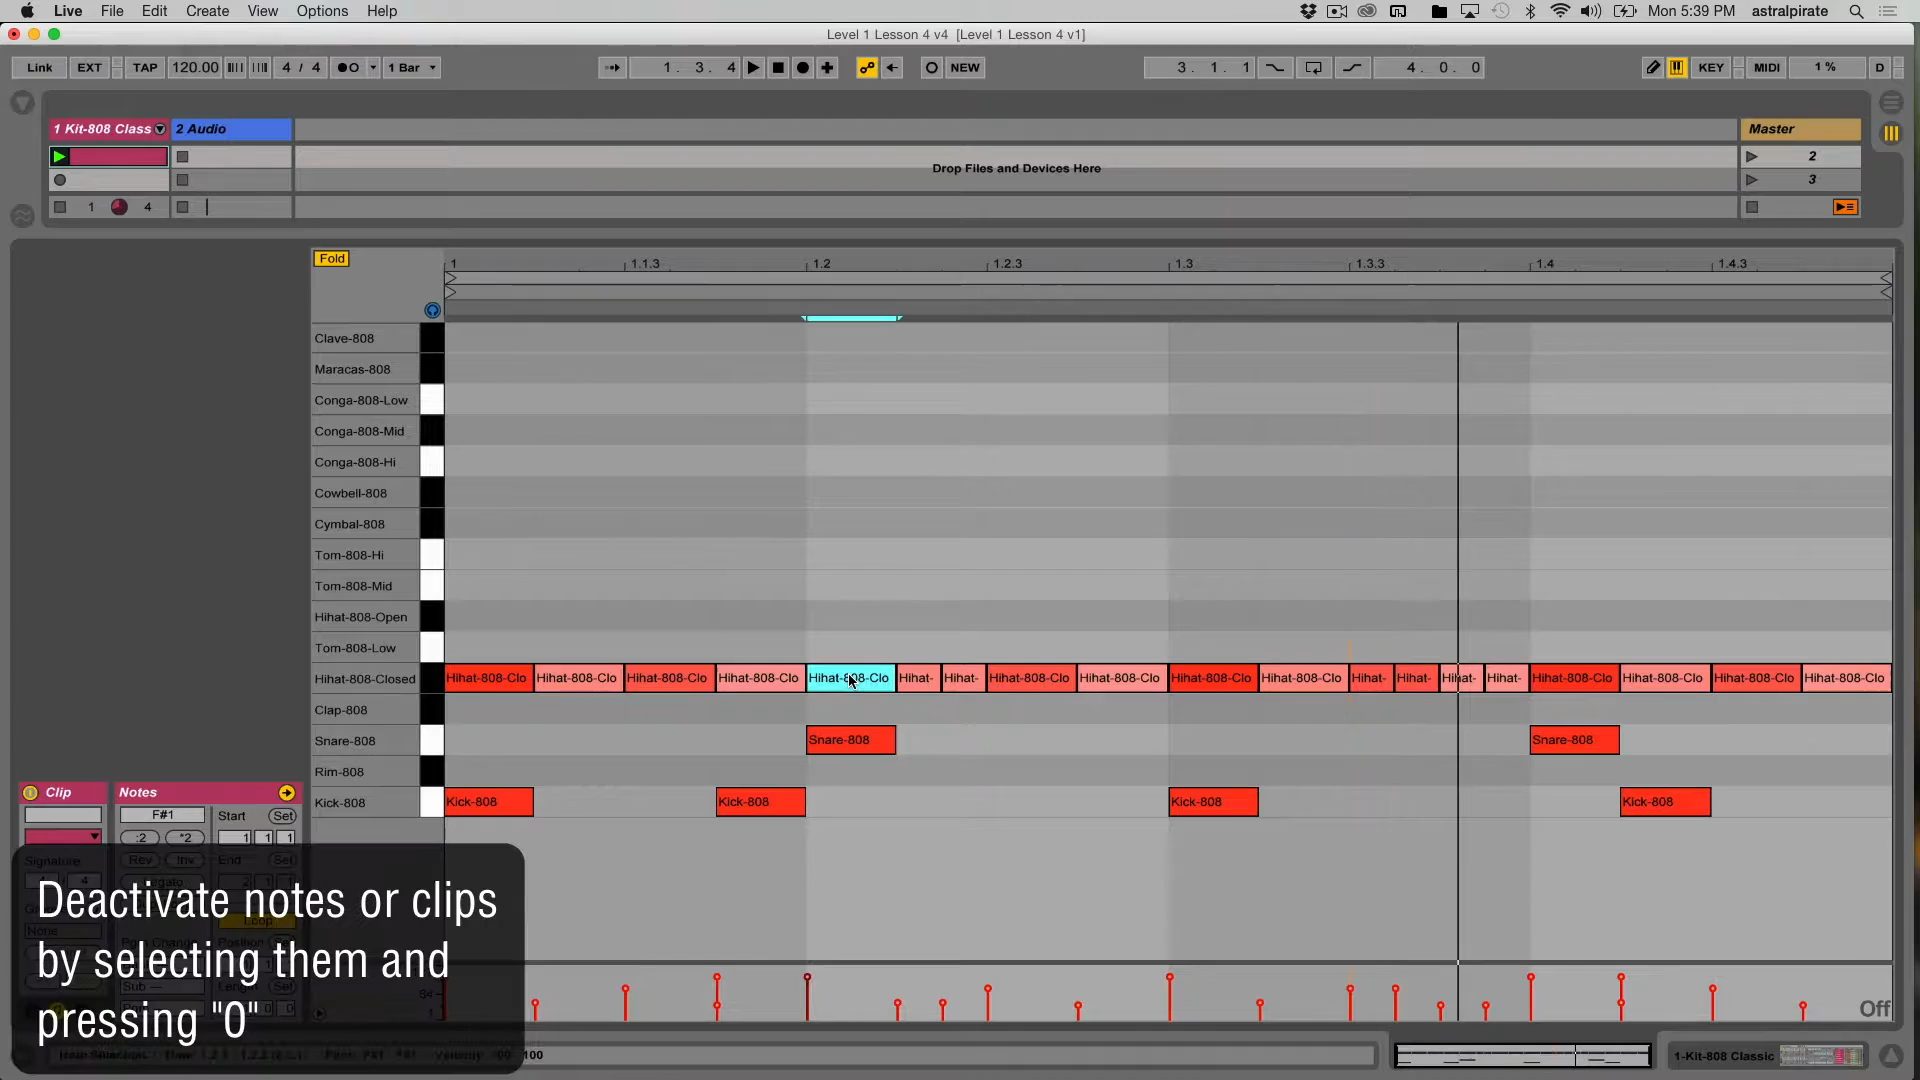 Live File Edit Create View Options Help Mon 5:39 PM astralpirate
Level 1 Lesson 4 v4 [Level 1 Lesson 4 v1]
Link EXT TAP 120.00 4 / 4 1 Bar 1. 3. 4 NEW 3. 1. 1 4. 0. 0 KEY MIDI 1 % D
1 Kit-808 Class 2 Audio Master
Drop Files and Devices Here
2
3
1 4
Fold 1 1.1.3 1.2 1.2.3 1.3 1.3.3 1.4 1.4.3
Clave-808
Maracas-808
Conga-808-Low
Conga-808-Mid
Conga-808-Hi
Cowbell-808
Cymbal-808
Tom-808-Hi
Tom-808-Mid
Hihat-808-Open
Tom-808-Low
Hihat-808-Closed Hihat-808-Clo Hihat-808-Clo Hihat-808-Clo Hihat-808-Clo Hihat-808-Clo Hihat- Hihat- Hihat-808-Clo Hihat-808-Clo Hihat-808-Clo Hihat-808-Clo Hihat- Hihat- Hihat- Hihat- Hihat-808-Clo Hihat-808-Clo Hihat-808-Clo Hihat-808-Clo
Clap-808
Snare-808 Snare-808 Snare-808
Rim-808
Kick-808 Kick-808 Kick-808 Kick-808 Kick-808
Clip Notes
F#1 Start Set
:2 *2 1 1 1
Signature Rev Inv End Set
Legato
None Loop
Deactivate notes or clips
by selecting them and
pressing "0"
Off
100
1-Kit-808 Classic